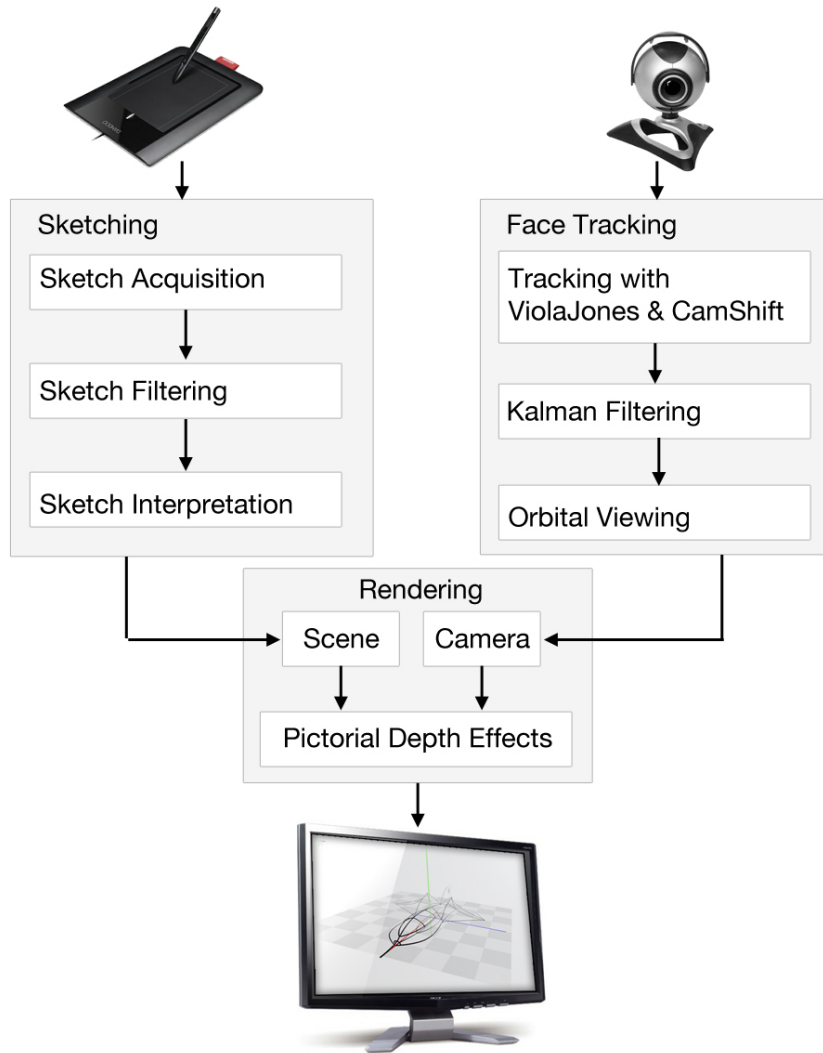 Sketching
Sketch Acquisition
Sketch Filtering
Sketch Interpretation
Face Tracking
Tracking with
ViolaJones & CamShift
Kalman Filtering
Orbital Viewing
Rendering
Scene
Camera
Pictorial Depth Effects